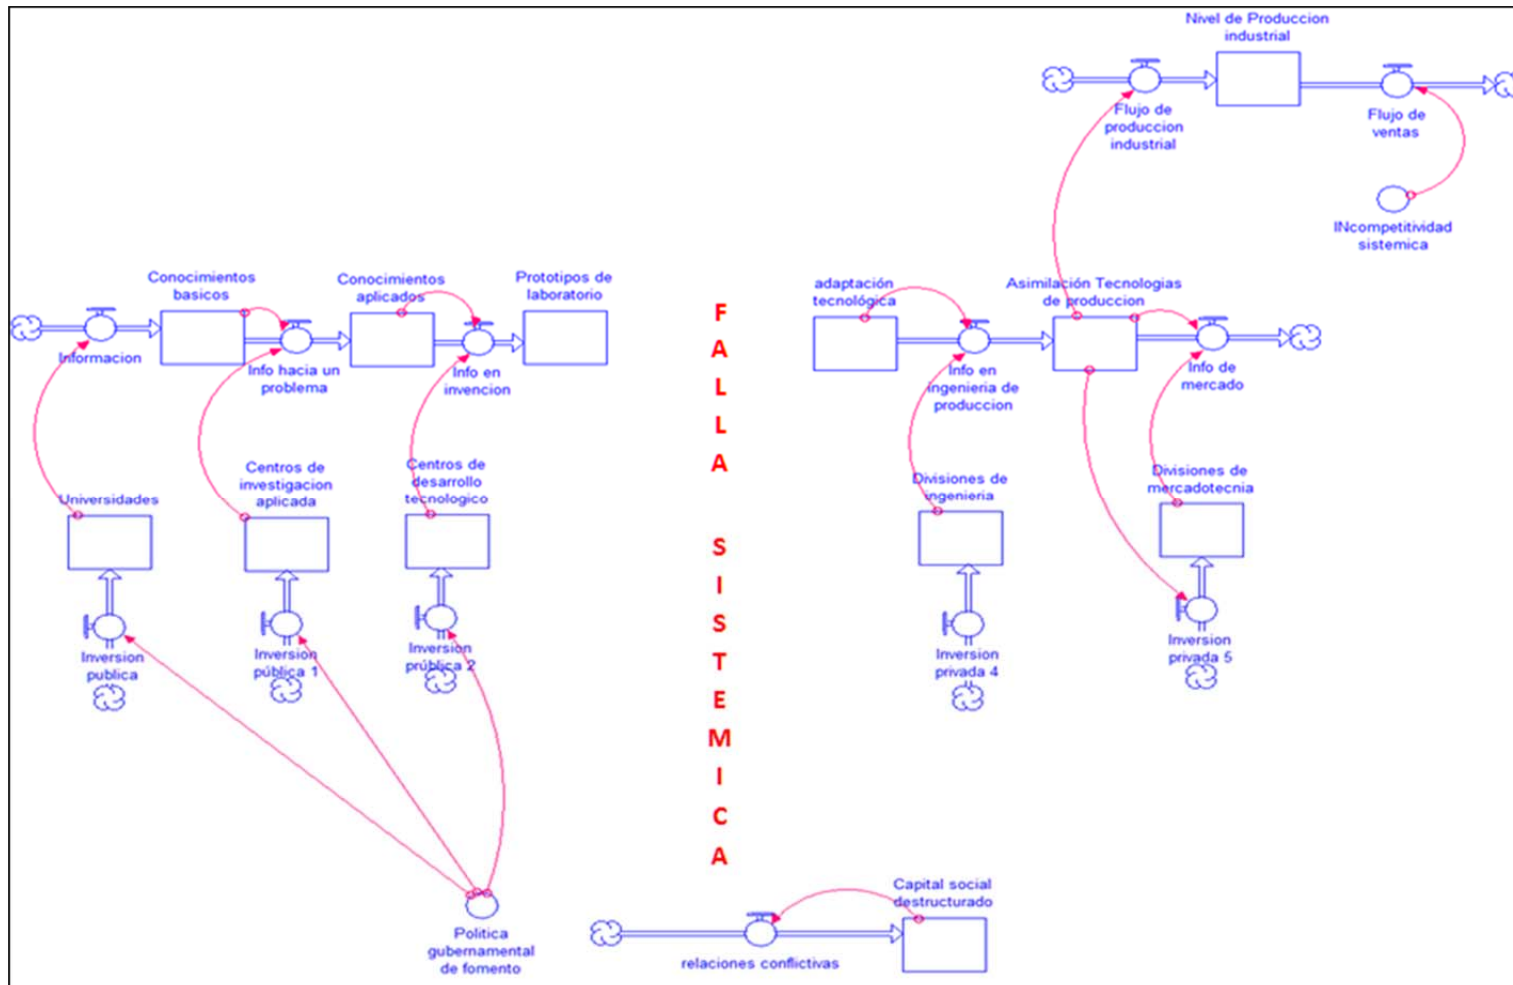 Nivel de Produccion
industrial
Flujo de
produccion
industrial
Flujo de
ventas
INcompetitividad
sistemica
Conocimientos
basicos
Conocimientos
aplicados
Prototipos de
laboratorio
Informacion
Info hacia un
problema
Info en
invencion
Universidades
Centros de
investigacion
aplicada
Centros de
desarrollo
tecnologico
Inversion
publica
Inversion
pública 1
Inversion
prública 2
Politica
gubernamental
de fomento
F
A
L
L
A
S
I
S
T
E
M
I
C
A
adaptación
tecnológica
Asimilación Tecnologias
de produccion
Info en
ingenieria de
produccion
Info de
mercado
Divisiones de
ingenieria
Divisiones de
mercadotecnia
Inversion
privada 4
Inversion
privada 5
Capital social
destructurado
relaciones conflictivas